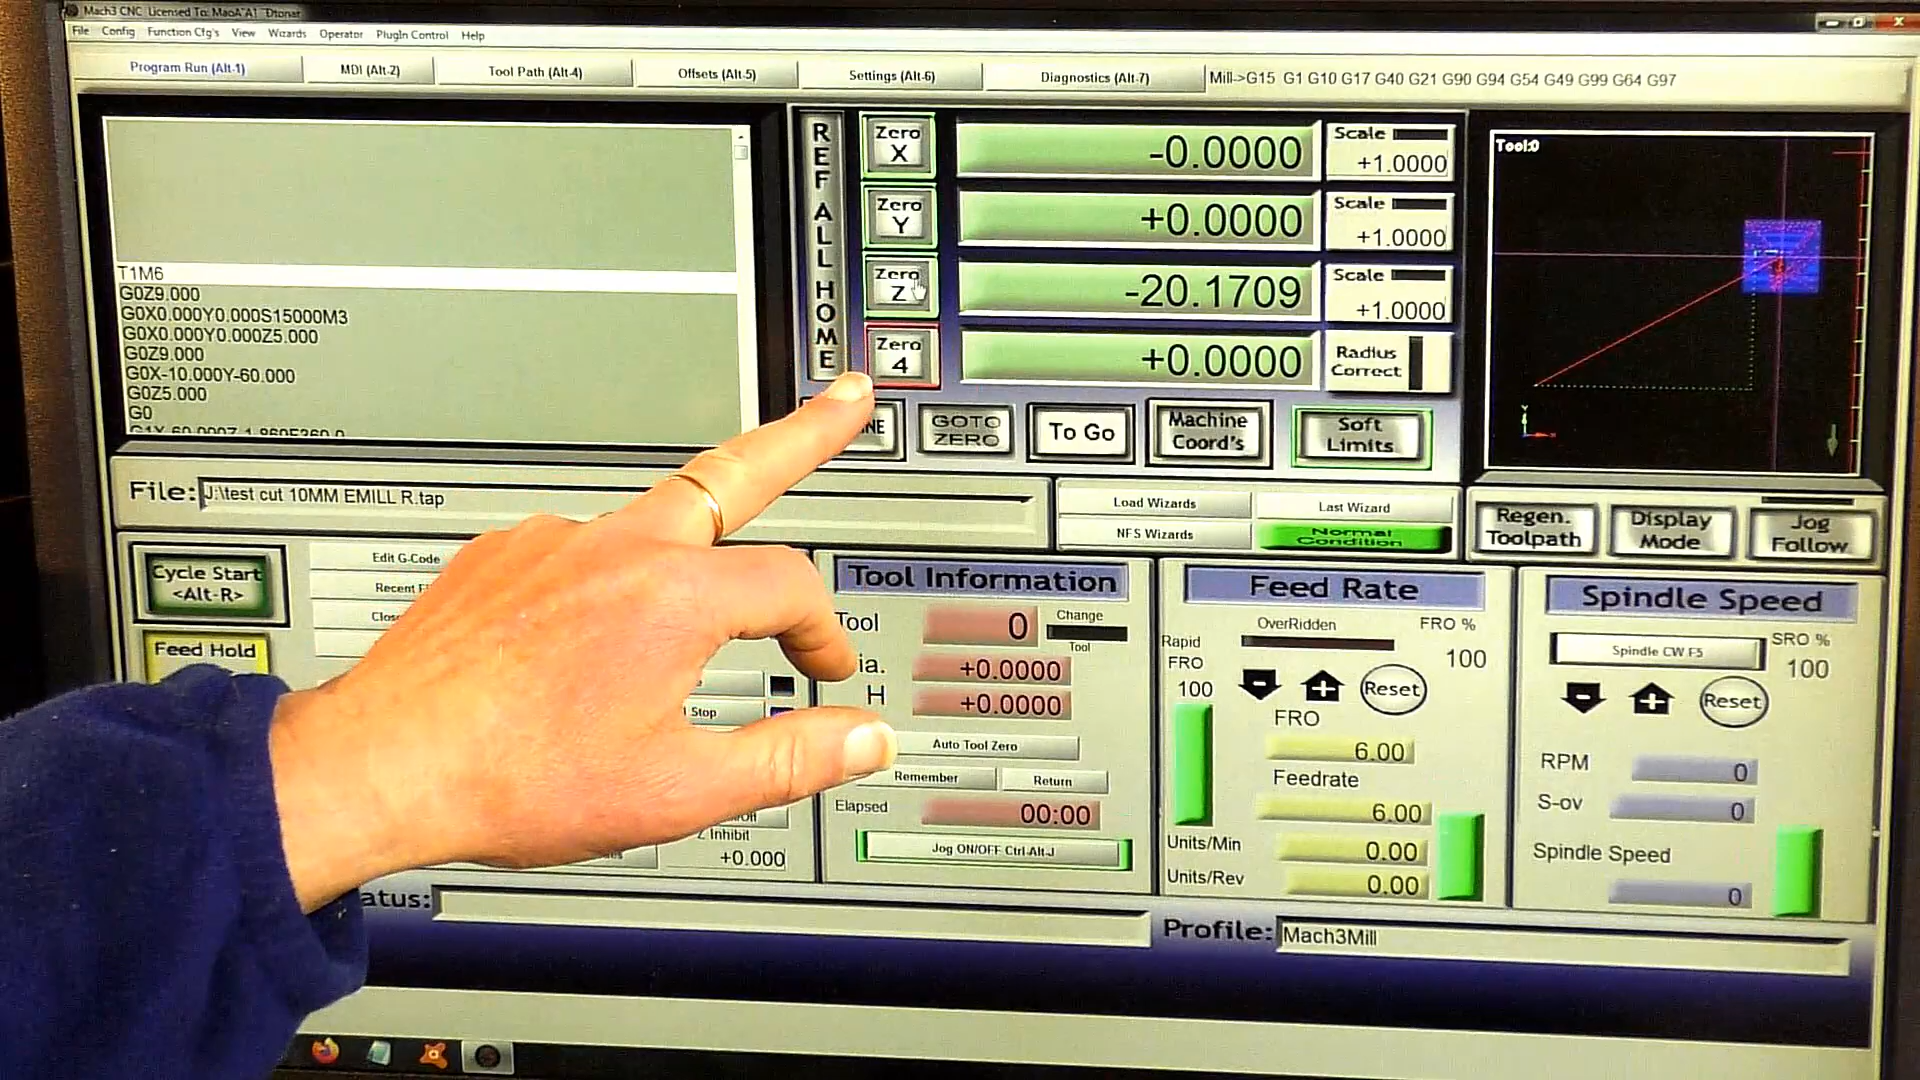 Mach3 CNC Licensed To:
File Config Function Cfg's View Wizards Operator PlugIn Control Help
Program Run (Alt-1) MDI (Alt-2) Tool Path (Alt-4) Offsets (Alt-5) Settings (Alt-6) Diagnostics (Alt-7) Mill->G15 G1 G10 G17 G40 G21 G90 G94 G54 G49 G99 G64 G97
T1M6
G0Z9.000
G0X0.000Y0.000S15000M3
G0X0.000Y0.000Z5.000
G0Z9.000
G0X-10.000Y-60.000
G0Z5.000
G0
REF ALL HOME
Zero X -0.0000 Scale +1.0000
Zero Y +0.0000 Scale +1.0000
Zero Z -20.1709 Scale +1.0000
Zero 4 +0.0000 Radius Correct
Tool:0
Y
NE
GOTO ZERO
To Go
Machine Coord's
Soft Limits
File: J:\test cut 10MM EMILL R.tap
Load Wizards Last Wizard
NFS Wizards Normal Condition
Regen. Toolpath
Display Mode
Jog Follow
Cycle Start <Alt-R>
Feed Hold
Edit G-Code
Recent
Stop
Z Inhibit
+0.000
Tool Information
Tool 0 Change Tool
ia. +0.0000
H +0.0000
Auto Tool Zero
Remember Return
Elapsed 00:00
Jog ON/OFF Ctrl-Alt-J
Feed Rate
OverRidden FRO %
Rapid FRO 100
100
Reset
FRO
6.00
Feedrate
6.00
Units/Min 0.00
Units/Rev 0.00
Spindle Speed
Spindle CW F5 SRO %
100
Reset
RPM 0
S-ov 0
Spindle Speed
0
atus:
Profile: Mach3Mill